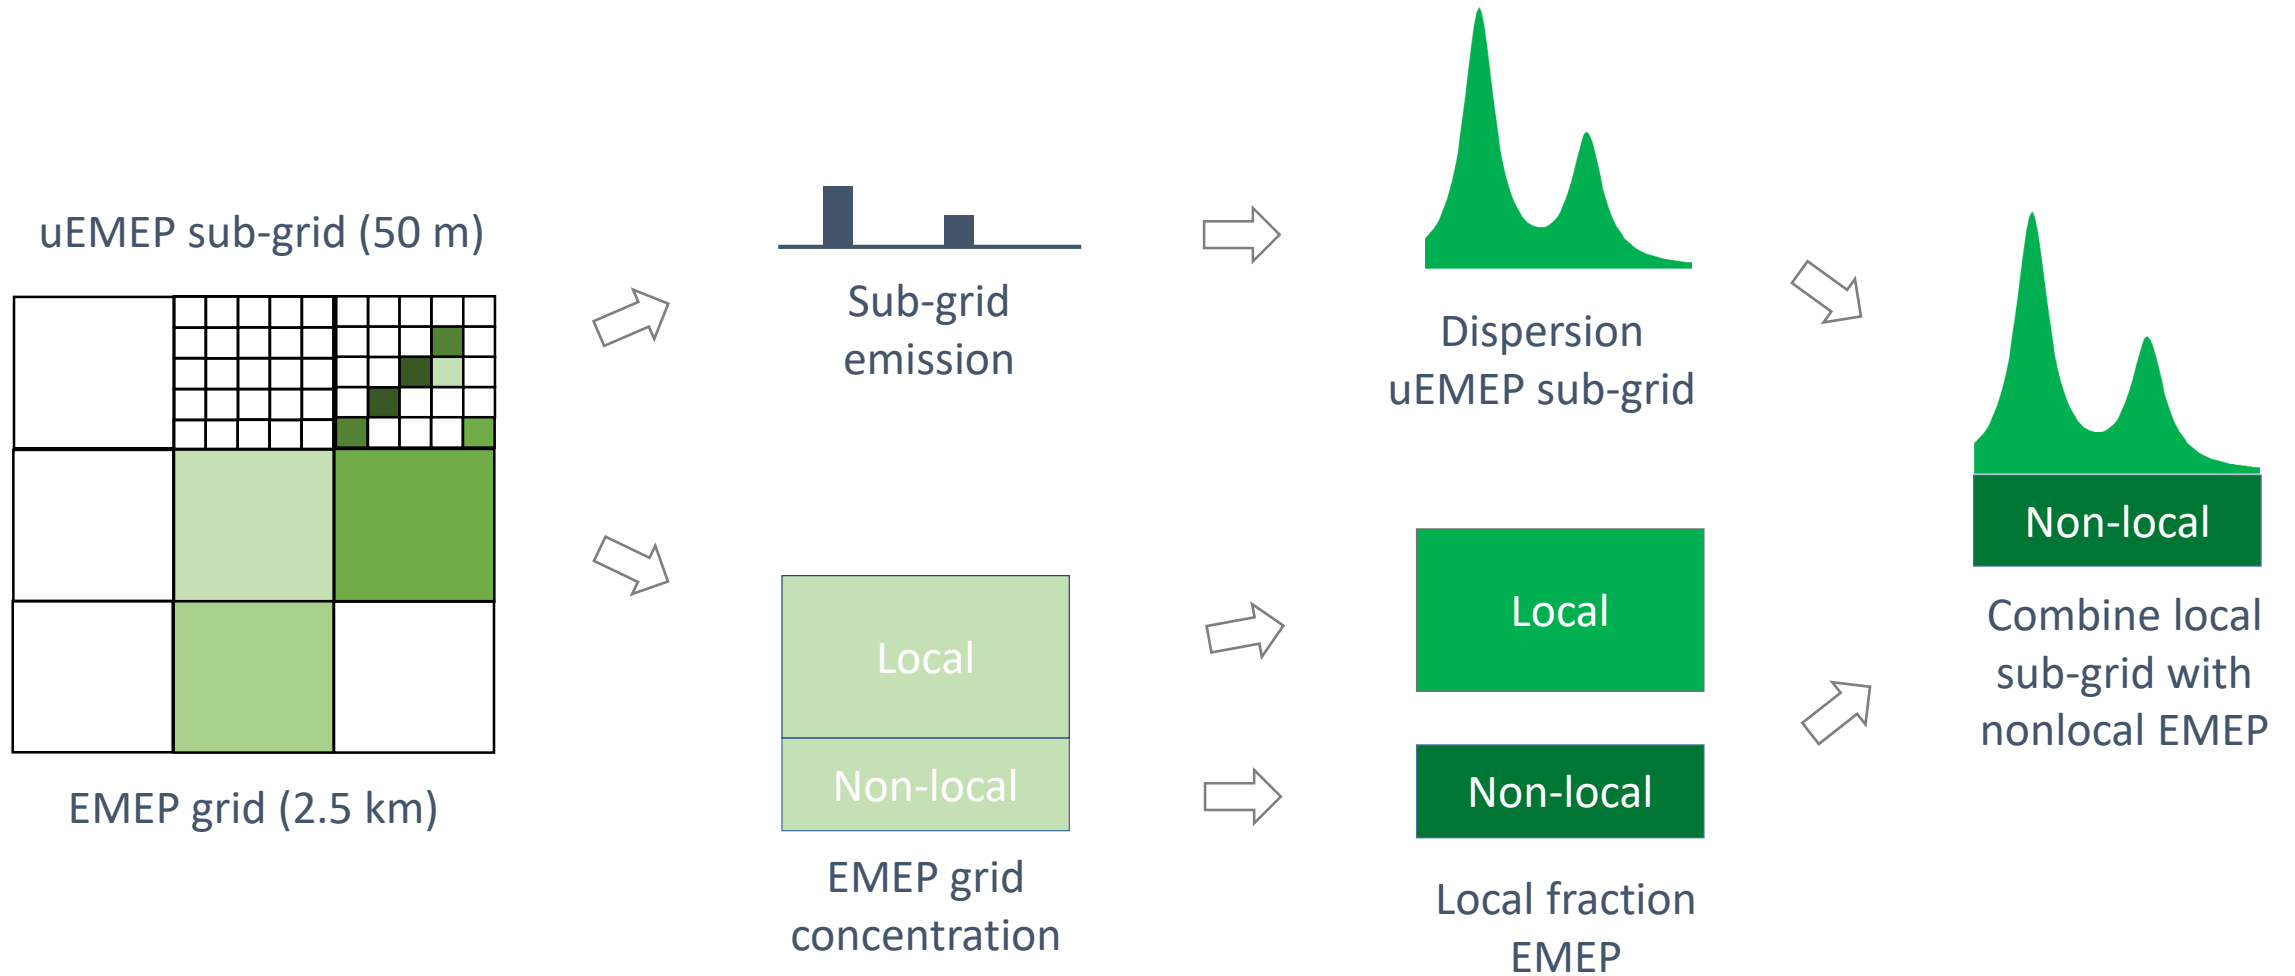 uEMEP sub-grid (50 m)
EMEP grid (2.5 km)
Sub-grid
emission
Local
Non-local
EMEP grid
concentration
Dispersion
uEMEP sub-grid
Local
Non-local
Local fraction
EMEP
Non-local
Combine local
sub-grid with
nonlocal EMEP